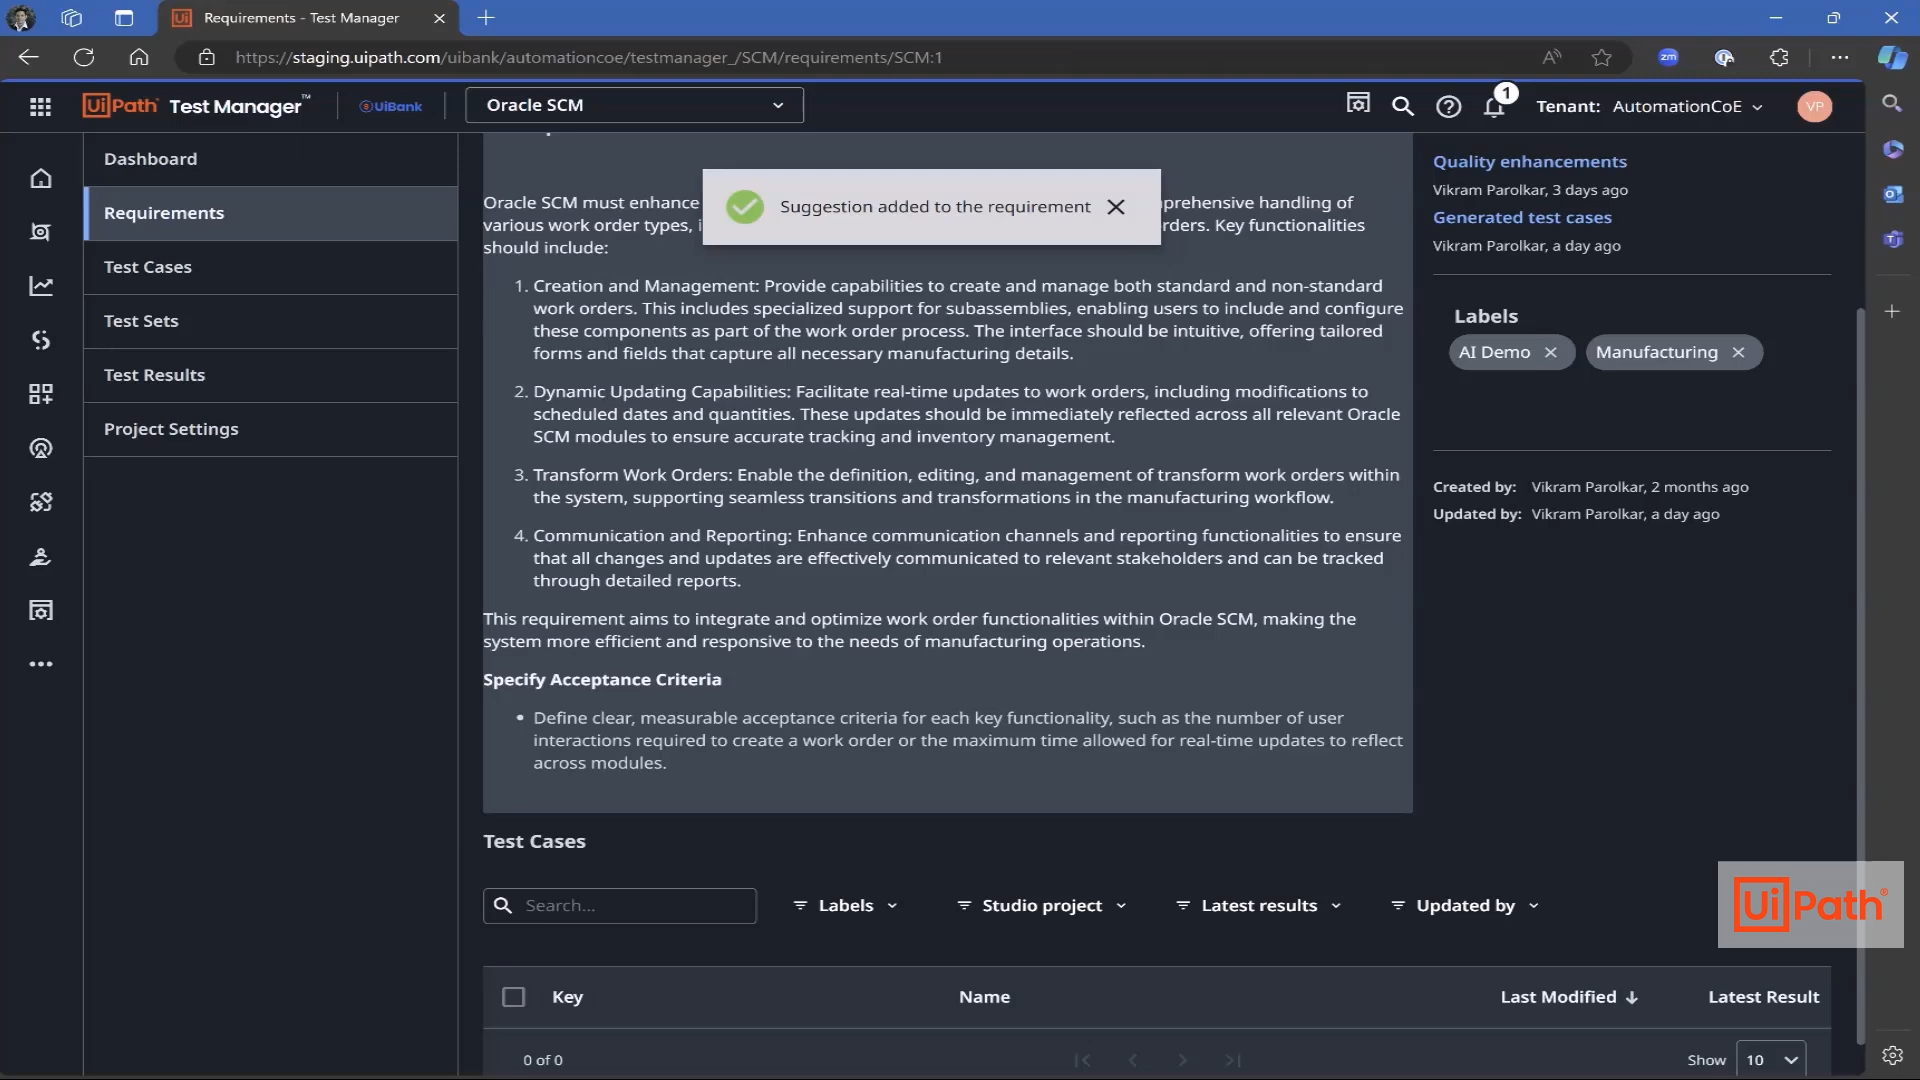 Requirements - Test Manager
https://staging.uipath.com/uibank/automationcoe/testmanager_/SCM/requirements/SCM:1
zm
UiPath Test Manager™
UiBank
Oracle SCM
1
Tenant: AutomationCoE
VP
Dashboard
Requirements
Test Cases
Test Sets
Test Results
Project Settings
Suggestion added to the requirement
Oracle SCM must enhance
prehensive handling of
various work order types, i
rders. Key functionalities
should include:
1. Creation and Management: Provide capabilities to create and manage both standard and non-standard
work orders. This includes specialized support for subassemblies, enabling users to include and configure
these components as part of the work order process. The interface should be intuitive, offering tailored
forms and fields that capture all necessary manufacturing details.
2. Dynamic Updating Capabilities: Facilitate real-time updates to work orders, including modifications to
scheduled dates and quantities. These updates should be immediately reflected across all relevant Oracle
SCM modules to ensure accurate tracking and inventory management.
3. Transform Work Orders: Enable the definition, editing, and management of transform work orders within
the system, supporting seamless transitions and transformations in the manufacturing workflow.
4. Communication and Reporting: Enhance communication channels and reporting functionalities to ensure
that all changes and updates are effectively communicated to relevant stakeholders and can be tracked
through detailed reports.
This requirement aims to integrate and optimize work order functionalities within Oracle SCM, making the
system more efficient and responsive to the needs of manufacturing operations.
Specify Acceptance Criteria
• Define clear, measurable acceptance criteria for each key functionality, such as the number of user
interactions required to create a work order or the maximum time allowed for real-time updates to reflect
across modules.
Quality enhancements
Vikram Parolkar, 3 days ago
Generated test cases
Vikram Parolkar, a day ago
Labels
AI Demo
Manufacturing
Created by: Vikram Parolkar, 2 months ago
Updated by: Vikram Parolkar, a day ago
Test Cases
Search...
Labels
Studio project
Latest results
Updated by
UiPath®
Key
Name
Last Modified
Latest Result
0 of 0
Show
10